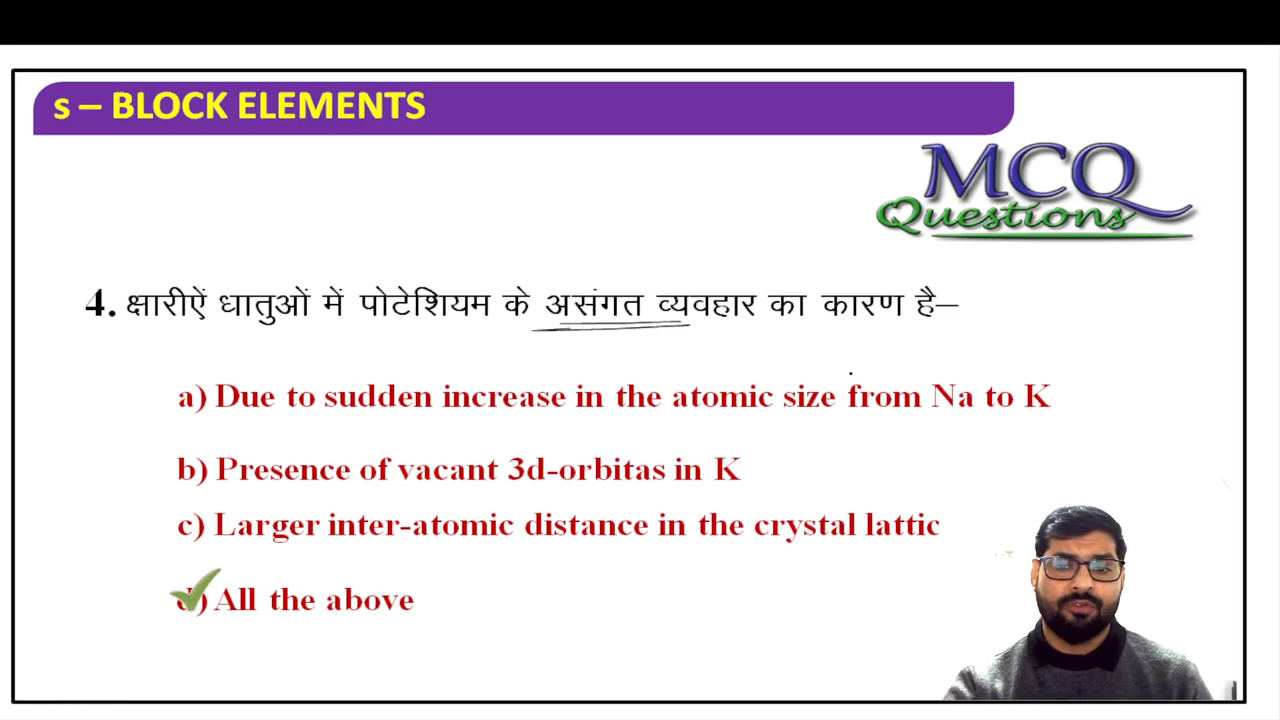 s – BLOCK ELEMENTS
MCQ
Questions
4. क्षारीऐं धातुओं में पोटेशियम के असंगत व्यवहार का कारण है–
a) Due to sudden increase in the atomic size from Na to K
b) Presence of vacant 3d-orbitas in K
c) Larger inter-atomic distance in the crystal lattic
d) All the above